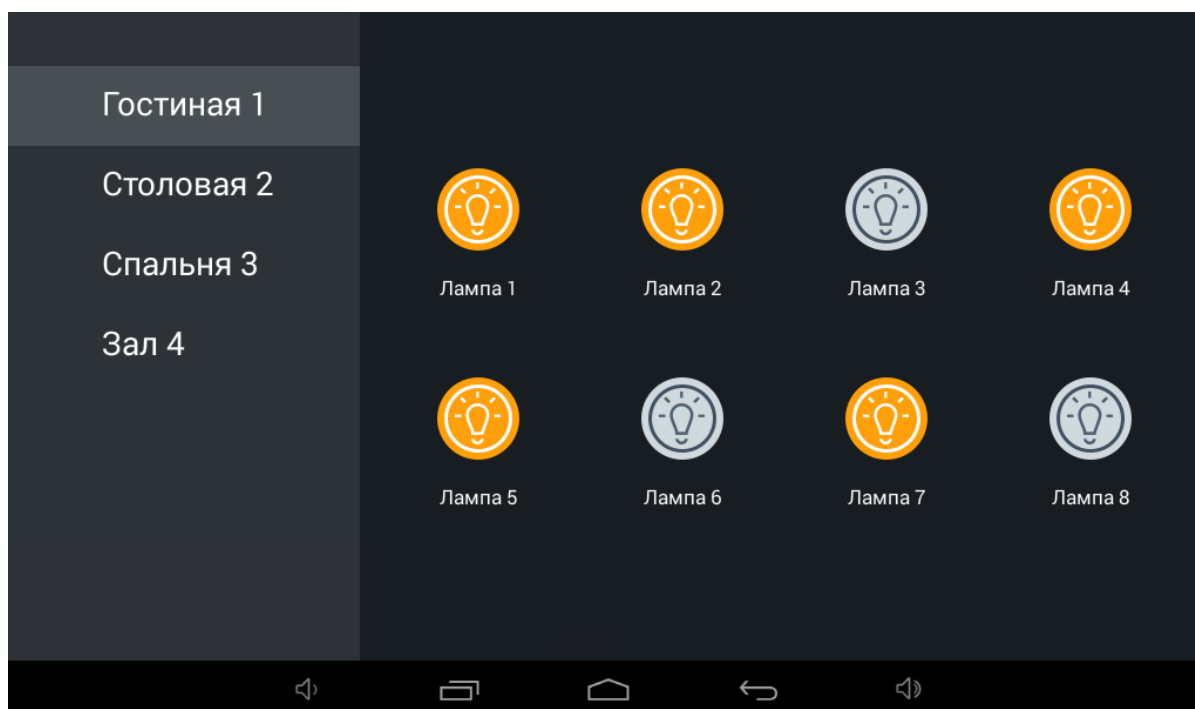 Гостиная 1
Столовая 2
Спальня 3
Зал 4
Лампа 1 Лампа 2 Лампа 3 Лампа 4
Лампа 5 Лампа 6 Лампа 7 Лампа 8